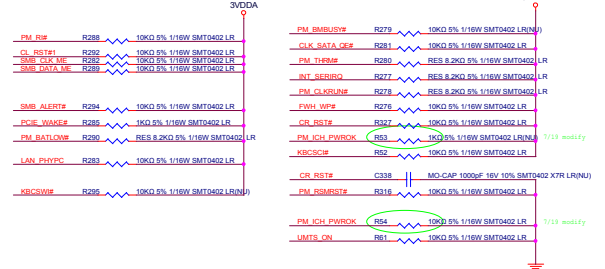 3VDDA
PM_RI# R288 10KΩ 5% 1/16W SMT0402 LR
CL_RST#1 R292 10KΩ 5% 1/16W SMT0402 LR
SMB_CLK_ME R282 10KΩ 5% 1/16W SMT0402 LR
SMB_DATA_ME R289 10KΩ 5% 1/16W SMT0402 LR
SMB_ALERT# R294 10KΩ 5% 1/16W SMT0402 LR
PCIE_WAKE# R285 1KΩ 5% 1/16W SMT0402 LR
PM_BATLOW# R290 RES 8.2KΩ 5% 1/16W SMT0402 LR
LAN_PHYPC R283 10KΩ 5% 1/16W SMT0402 LR
KBCSWI# R295 10KΩ 5% 1/16W SMT0402 LR(NU)
PM_BMBUSY# R279 10KΩ 5% 1/16W SMT0402 LR(NU)
CLK_SATA_OE# R281 10KΩ 5% 1/16W SMT0402 LR
PM_THRM# R280 RES 8.2KΩ 5% 1/16W SMT0402 LR
INT_SERIRQ R277 10KΩ 5% 1/16W SMT0402 LR
PM_CLKRUN# R278 RES 8.2KΩ 5% 1/16W SMT0402 LR
FWH_WP# R276 10KΩ 5% 1/16W SMT0402 LR
CR_RST# R327 10KΩ 5% 1/16W SMT0402 LR
PM_ICH_PWROK R53 1KΩ 5% 1/16W SMT0402 LR(NU) 7/19 modify
KBCSCI# R52 10KΩ 5% 1/16W SMT0402 LR
CR_RST# C338 MO-CAP 1000pF 16V 10% SMT0402 X7R LR(NU)
PM_RSMRST# R316 10KΩ 5% 1/16W SMT0402 LR
PM_ICH_PWROK R54 10KΩ 5% 1/16W SMT0402 LR 7/19 modify
UMTS_ON R61 10KΩ 5% 1/16W SMT0402 LR